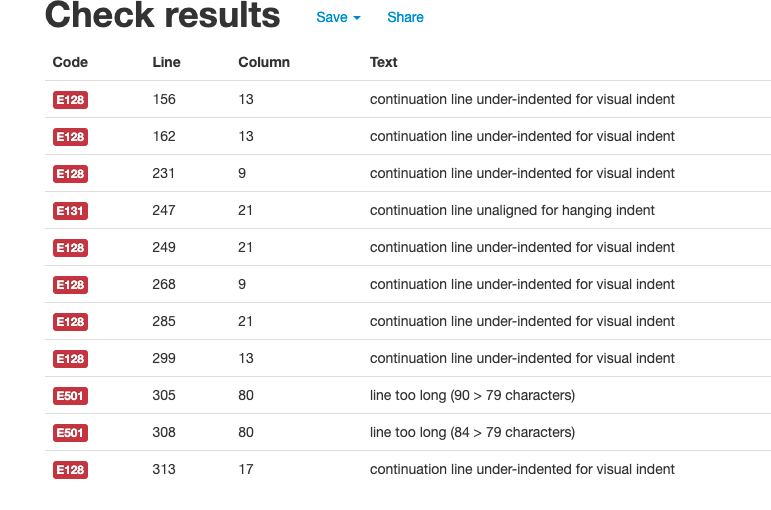 Check results Save Share
Code Line Column Text
E128 156 13 continuation line under-indented for visual indent
E128 162 13 continuation line under-indented for visual indent
E128 231 9 continuation line under-indented for visual indent
E131 247 21 continuation line unaligned for hanging indent
E128 249 21 continuation line under-indented for visual indent
E128 268 9 continuation line under-indented for visual indent
E128 285 21 continuation line under-indented for visual indent
E128 299 13 continuation line under-indented for visual indent
E501 305 80 line too long (90 > 79 characters)
E501 308 80 line too long (84 > 79 characters)
E128 313 17 continuation line under-indented for visual indent